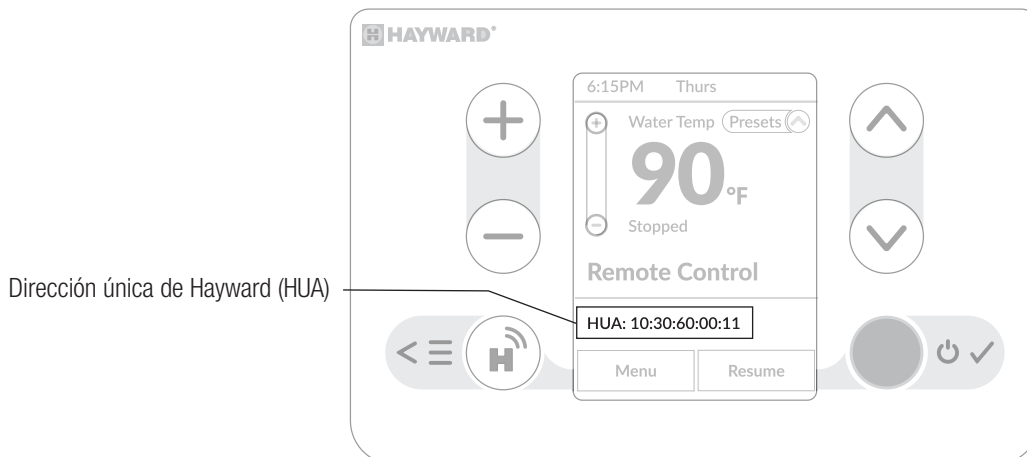 HAYWARD®
6:15PM Thurs
Water Temp Presets
90°F
Stopped
Remote Control
Dirección única de Hayward (HUA)
HUA: 10:30:60:00:11
H
Menu Resume